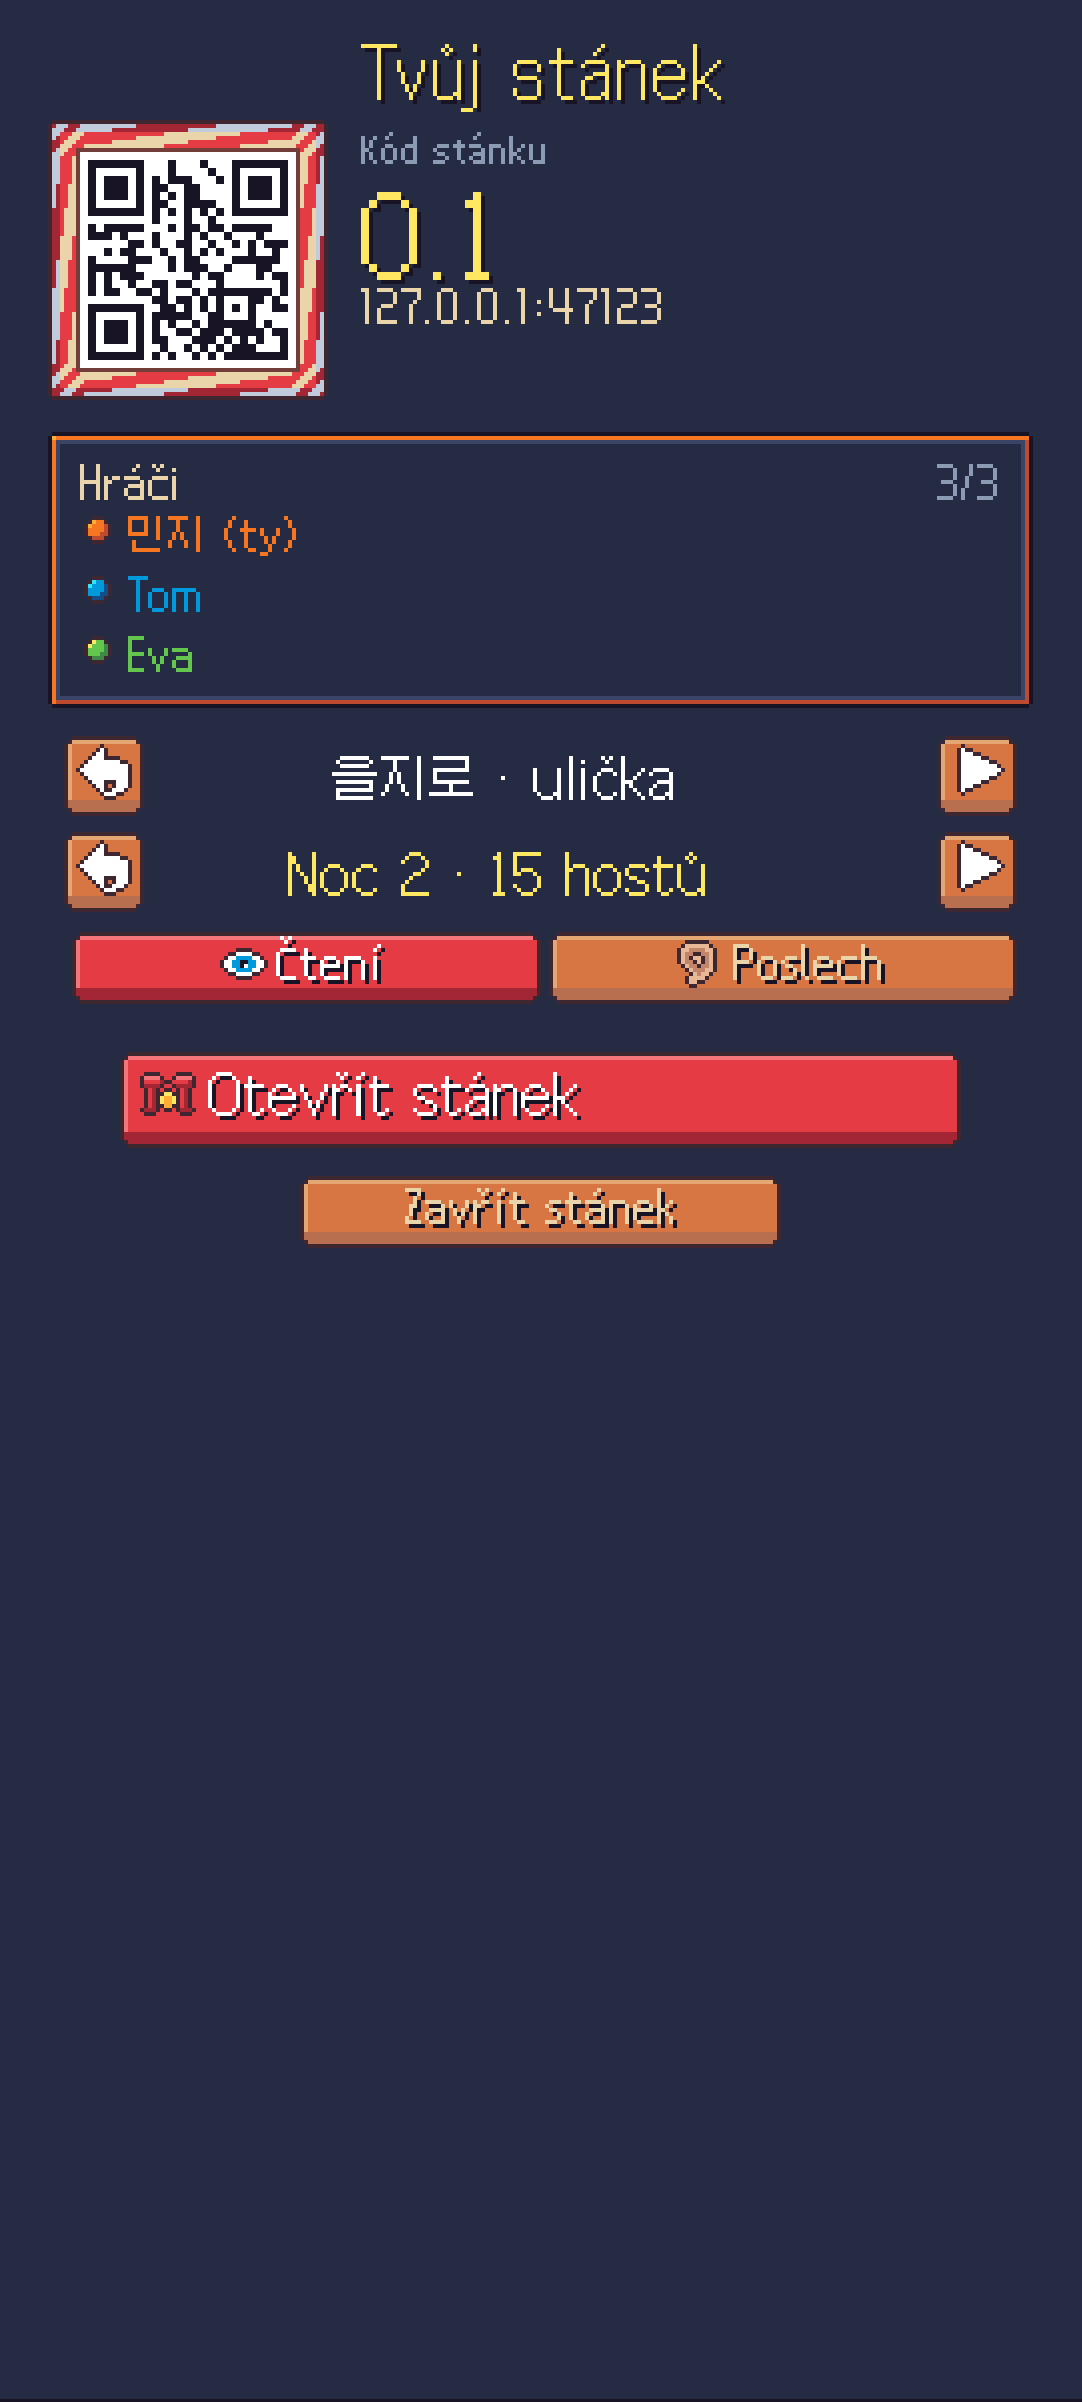 Tvůj stánek
Kód stánku
0.1
127.0.0.1:47123
Hráči 3/3
민지 (ty)
Tom
Eva
을지로 · ulička
Noc 2 · 15 hostů
Čtení Poslech
Otevřít stánek
Zavřít stánek